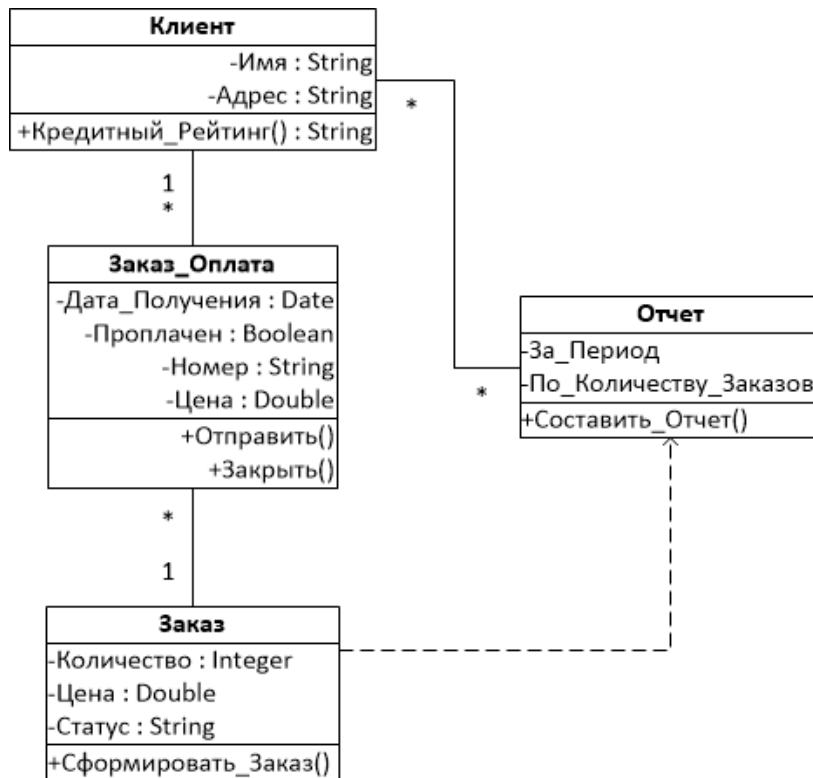 Клиент
-Имя : String
-Адрес : String
+Кредитный_Рейтинг() : String
*
1
*
Заказ_Оплата
-Дата_Получения : Date
-Проплачен : Boolean
-Номер : String
-Цена : Double
+Отправить()
+Закрыть()
Отчет
-За_Период
-По_Количеству_Заказов
+Составить_Отчет()
*
*
1
Заказ
-Количество : Integer
-Цена : Double
-Статус : String
+Сформировать_Заказ()